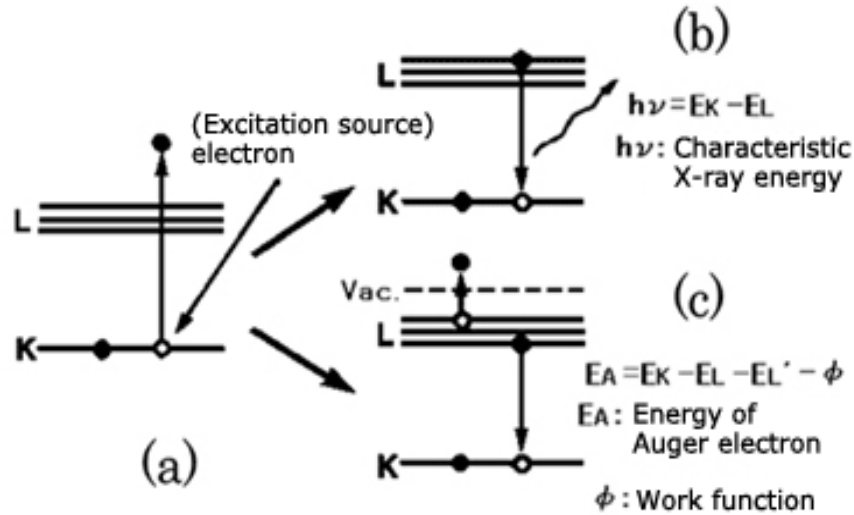 (Excitation source)
electron
L
K
(a)
(b)
L
hν=EK-EL
hν: Characteristic
X-ray energy
K
(c)
Vac.
L
EA=EK-EL-EL´-ϕ
EA: Energy of
Auger electron
K
ϕ:Work function